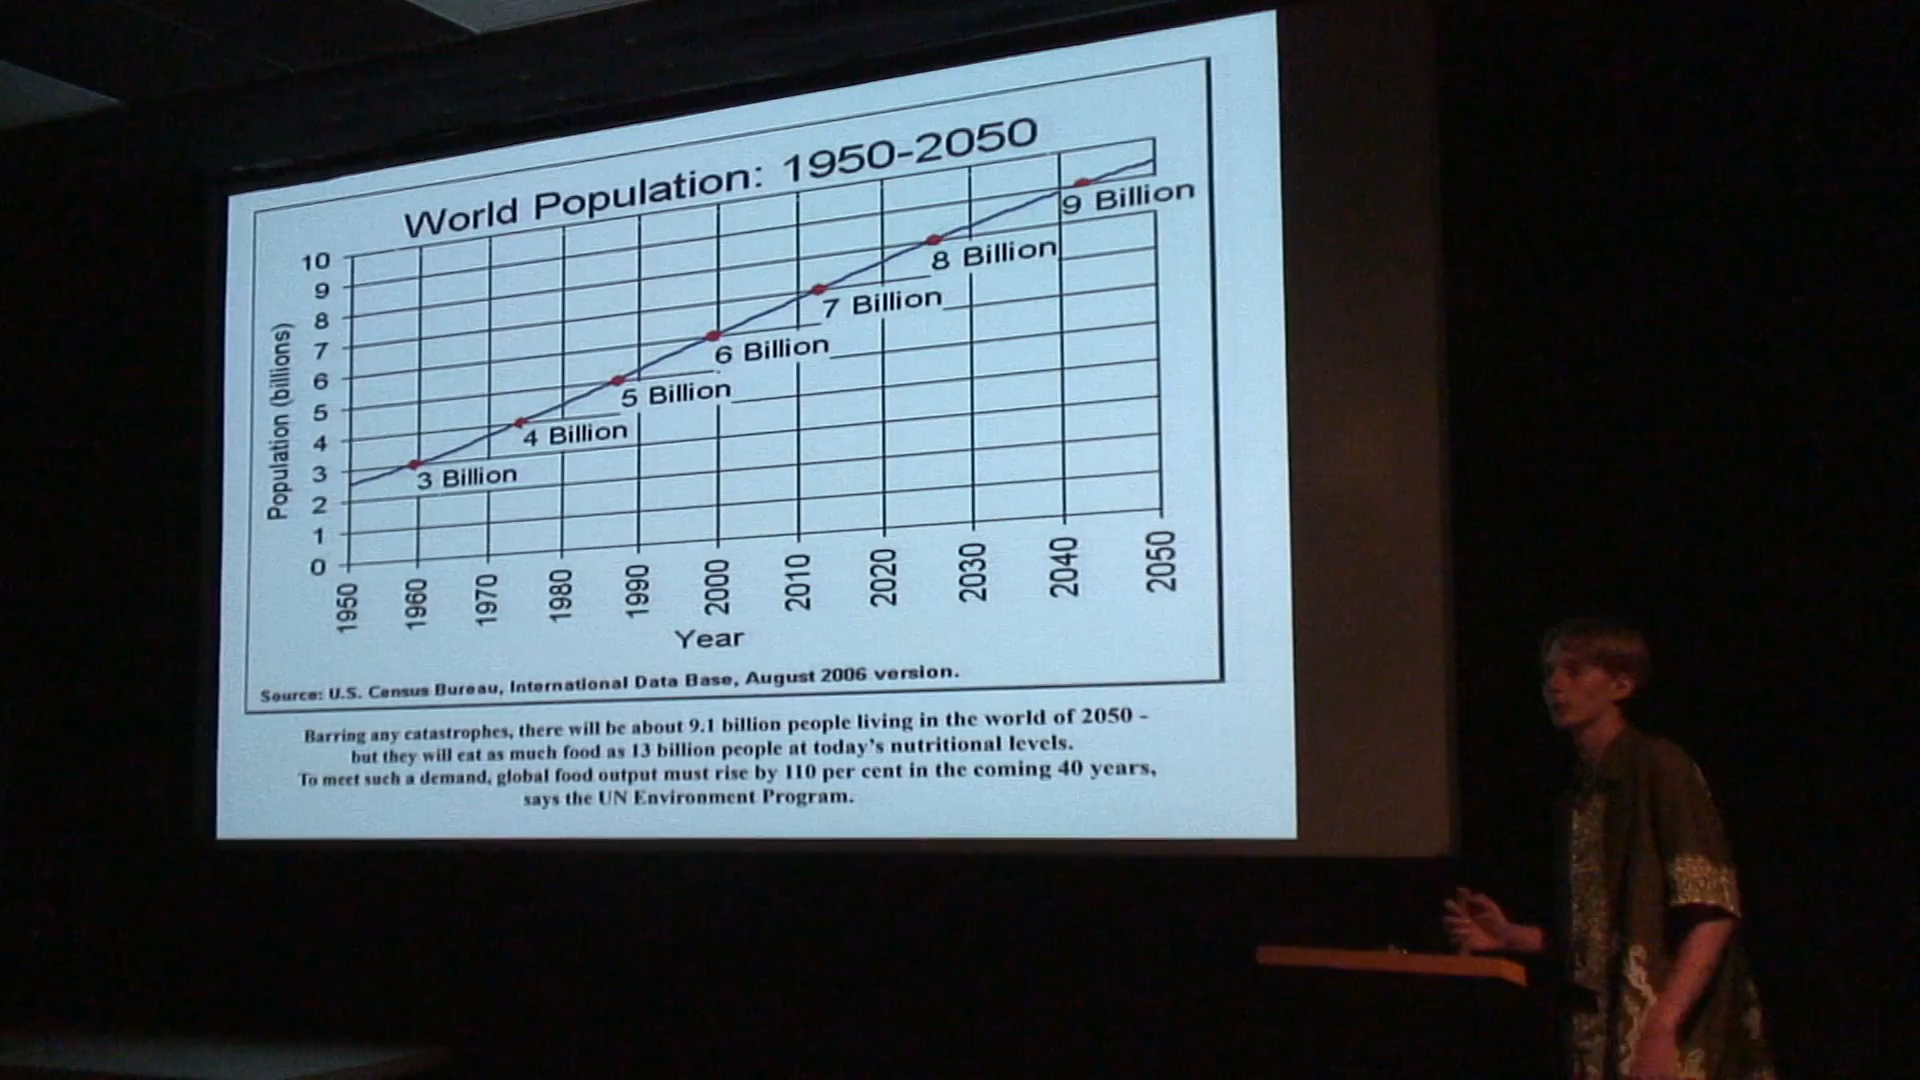 World Population: 1950-2050
10
9
8
7
6
5
4
3
2
1
0
Population (billions)
9 Billion
8 Billion
7 Billion
6 Billion
5 Billion
4 Billion
3 Billion
1950 1960 1970 1980 1990 2000 2010 2020 2030 2040 2050
Year
Source: U.S. Census Bureau, International Data Base, August 2006 version.
Barring any catastrophes, there will be about 9.1 billion people living in the world of 2050 –
but they will eat as much food as 13 billion people at today's nutritional levels.
To meet such a demand, global food output must rise by 110 per cent in the coming 40 years,
says the UN Environment Program.